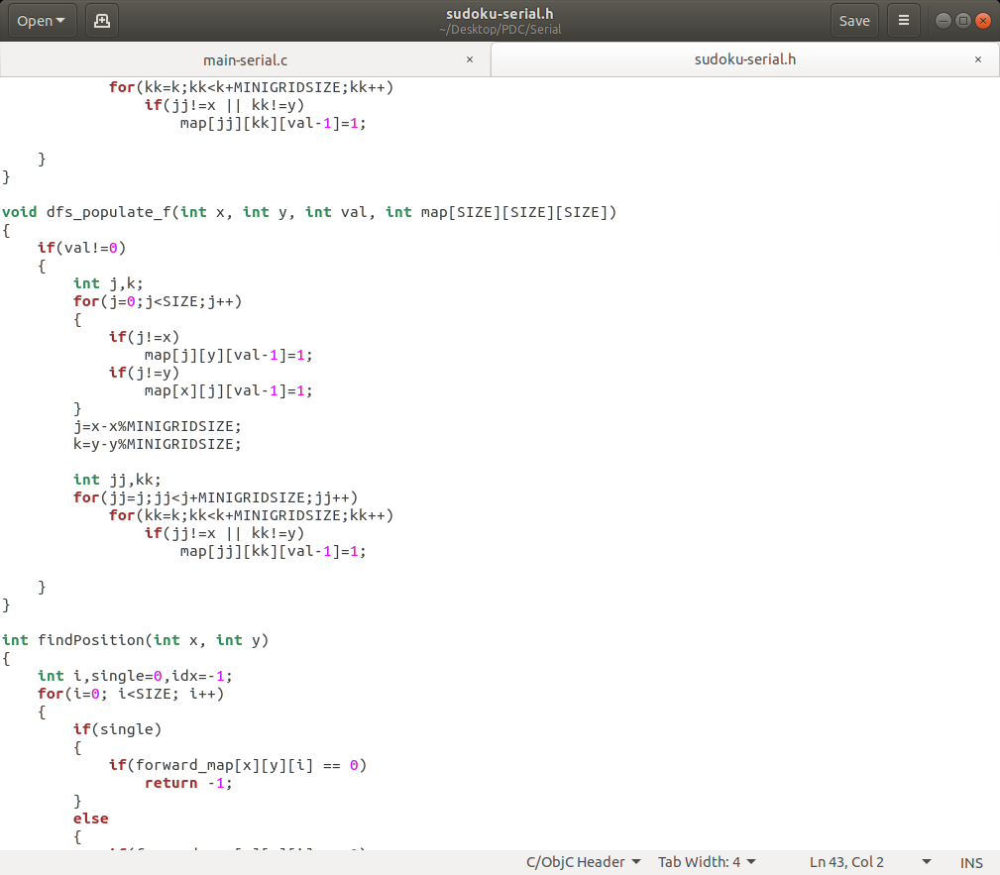 Open
sudoku-serial.h
~/Desktop/PDC/Serial
Save
main-serial.c ×
sudoku-serial.h ×
            for(kk=k;kk<k+MINIGRIDSIZE;kk++)
                if(jj!=x || kk!=y)
                    map[jj][kk][val-1]=1;

    }
}

void dfs_populate_f(int x, int y, int val, int map[SIZE][SIZE][SIZE])
{
    if(val!=0)
    {
        int j,k;
        for(j=0;j<SIZE;j++)
        {
            if(j!=x)
                map[j][y][val-1]=1;
            if(j!=y)
                map[x][j][val-1]=1;
        }
        j=x-x%MINIGRIDSIZE;
        k=y-y%MINIGRIDSIZE;

        int jj,kk;
        for(jj=j;jj<j+MINIGRIDSIZE;jj++)
            for(kk=k;kk<k+MINIGRIDSIZE;kk++)
                if(jj!=x || kk!=y)
                    map[jj][kk][val-1]=1;

    }
}

int findPosition(int x, int y)
{
    int i,single=0,idx=-1;
    for(i=0; i<SIZE; i++)
    {
        if(single)
        {
            if(forward_map[x][y][i] == 0)
                return -1;
        }
        else
        {
C/ObjC Header Tab Width: 4 Ln 43, Col 2 INS